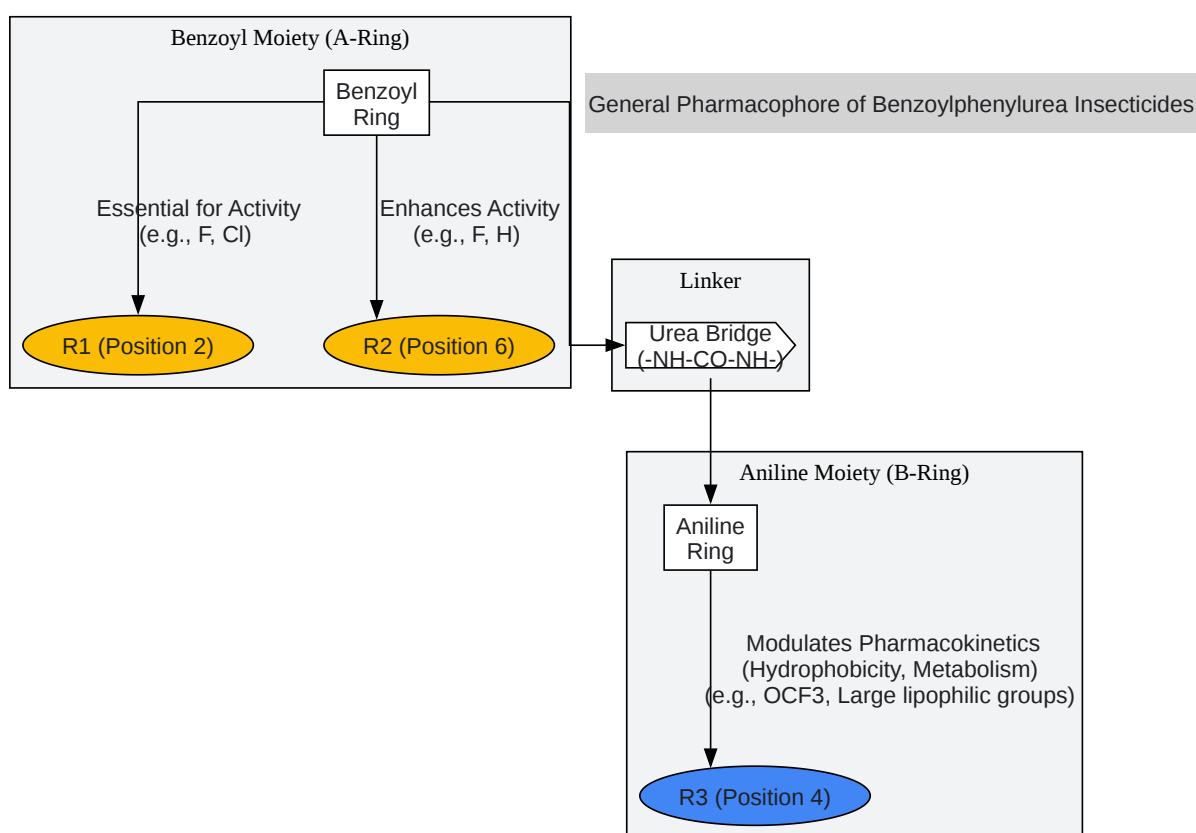 Benzoyl Moiety (A-Ring)
Benzoyl
Ring
General Pharmacophore of Benzoylphenylurea Insecticides
Essential for Activity
(e.g., F, Cl)
Enhances Activity
(e.g., F, H)
R1 (Position 2)
R2 (Position 6)
Linker
Urea Bridge
(-NH-CO-NH-)
Aniline Moiety (B-Ring)
Aniline
Ring
Modulates Pharmacokinetics
(Hydrophobicity, Metabolism)
(e.g., OCF3, Large lipophilic groups)
R3 (Position 4)